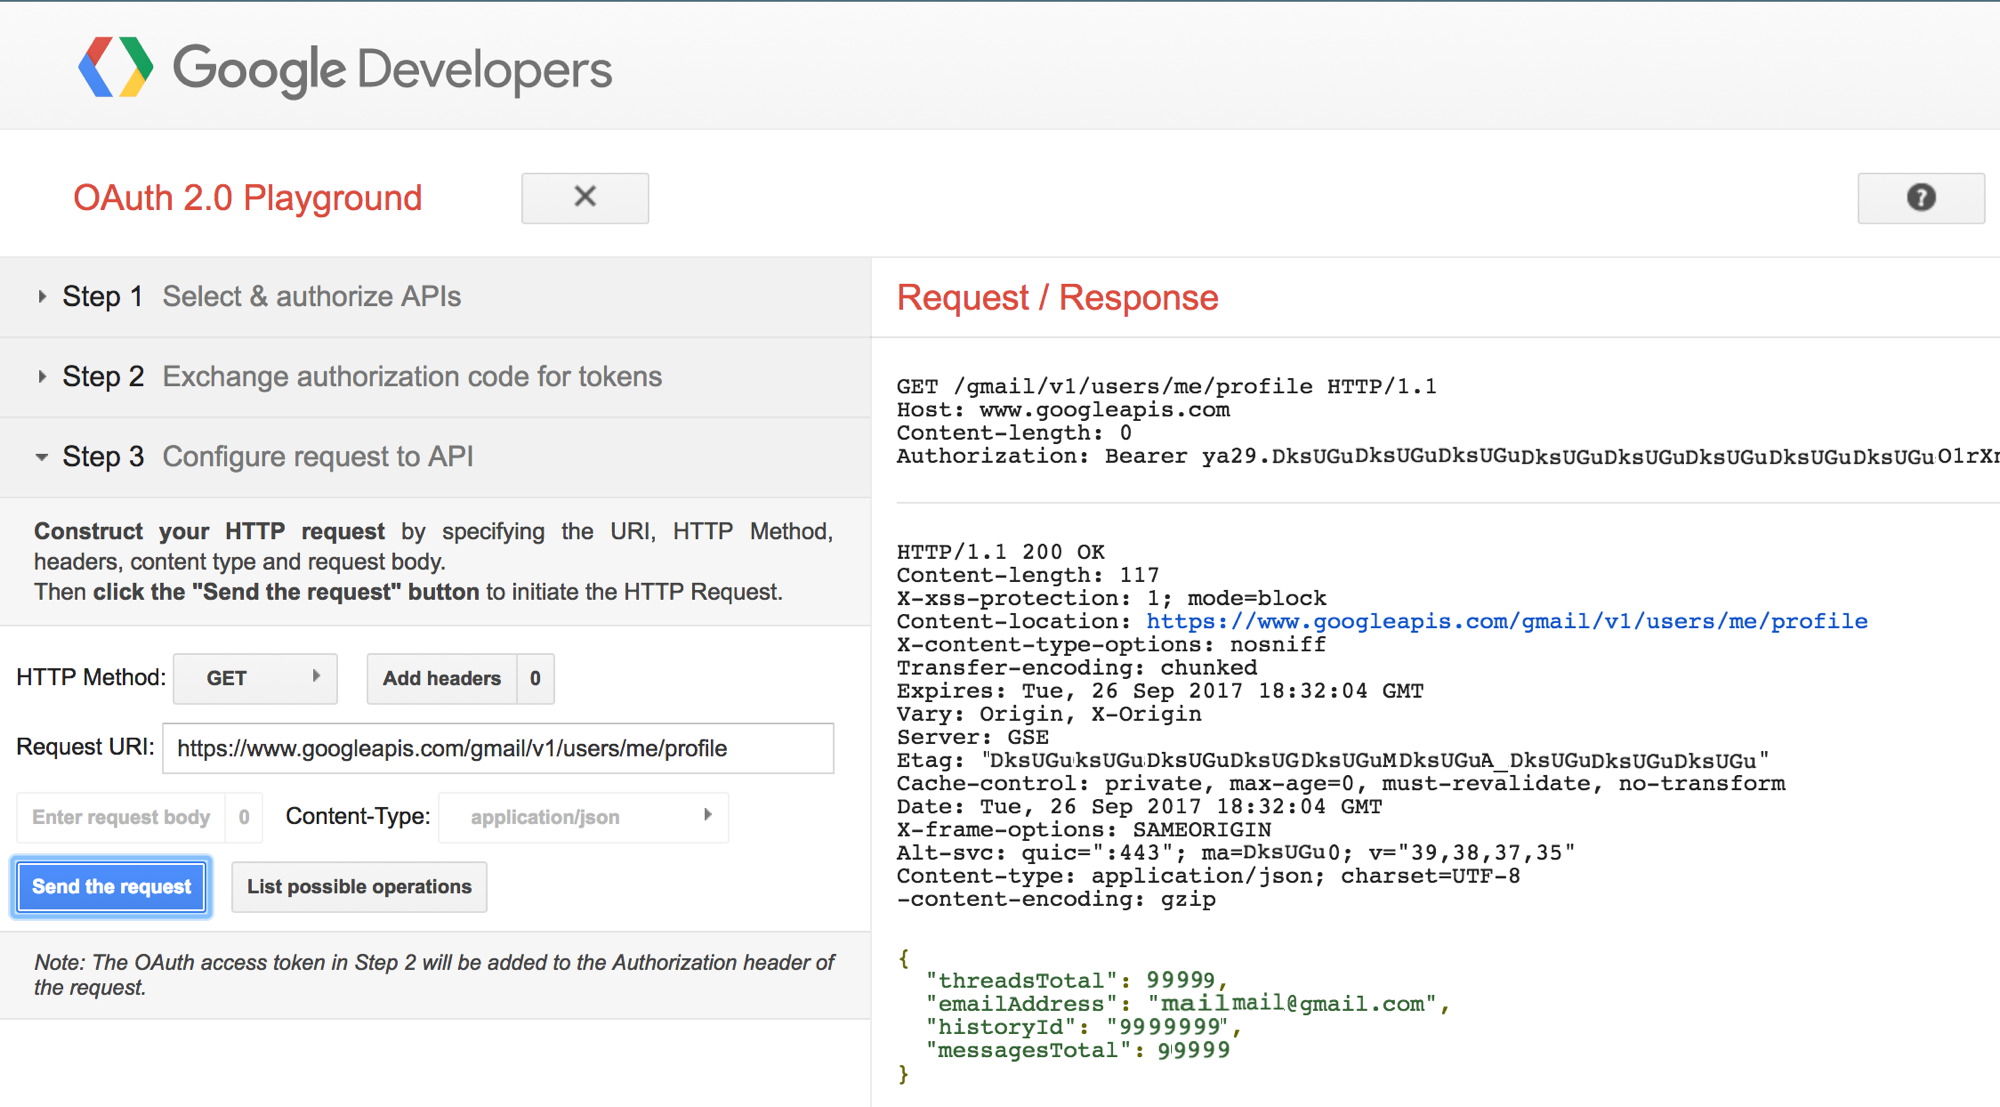 Google Developers
OAuth 2.0 Playground
Step 1 Select & authorize APIs
Step 2 Exchange authorization code for tokens
Step 3 Configure request to API
Construct your HTTP request by specifying the URI, HTTP Method,
headers, content type and request body.
Then click the "Send the request" button to initiate the HTTP Request.
HTTP Method: GET Add headers 0
Request URI: https://www.googleapis.com/gmail/v1/users/me/profile
Enter request body 0 Content-Type: application/json
Send the request List possible operations
Note: The OAuth access token in Step 2 will be added to the Authorization header of
the request.
Request / Response
GET /gmail/v1/users/me/profile HTTP/1.1
Host: www.googleapis.com
Content-length: 0
Authorization: Bearer ya29.DksUGuDksUGuDksUGuDksUGuDksUGuDksUGuDksUGuDksUGuO1rXr
HTTP/1.1 200 OK
Content-length: 117
X-xss-protection: 1; mode=block
Content-location: https://www.googleapis.com/gmail/v1/users/me/profile
X-content-type-options: nosniff
Transfer-encoding: chunked
Expires: Tue, 26 Sep 2017 18:32:04 GMT
Vary: Origin, X-Origin
Server: GSE
Etag: "DksUGuksUGuDksUGuDksUGDksUGuMDksUGuA_DksUGuDksUGuDksUGu"
Cache-control: private, max-age=0, must-revalidate, no-transform
Date: Tue, 26 Sep 2017 18:32:04 GMT
X-frame-options: SAMEORIGIN
Alt-svc: quic=":443"; ma=DksUGu0; v="39,38,37,35"
Content-type: application/json; charset=UTF-8
-content-encoding: gzip
{
"threadsTotal": 99999,
"emailAddress": "mailmail@gmail.com",
"historyId": "9999999",
"messagesTotal": 99999
}